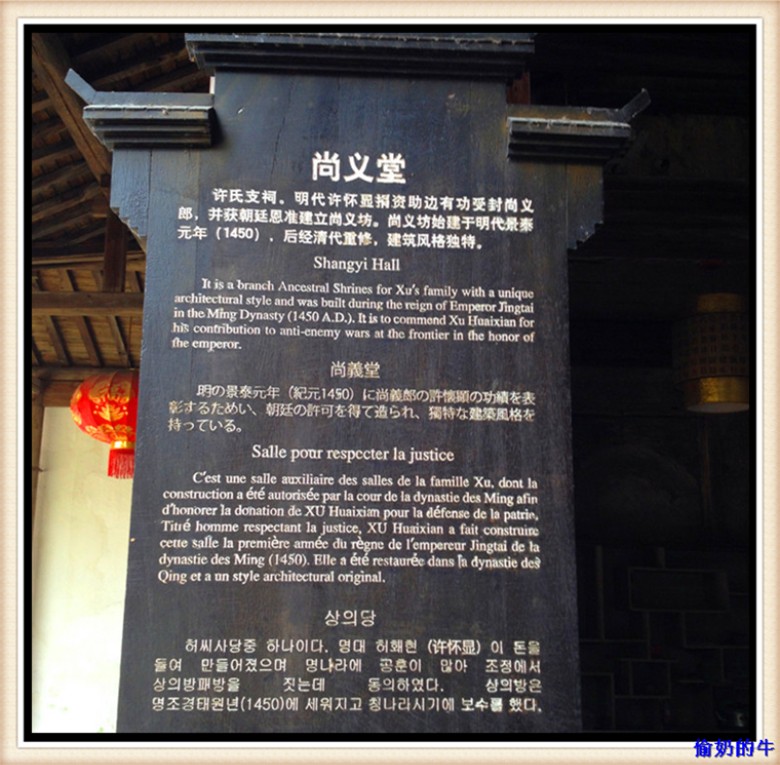 尚义堂
许氏支祠。明代许怀显捐资助边有功受封尚义
郎，并获朝廷恩准建立尚义坊。尚义坊始建于明代景泰
元年（1450），后经清代重修，建筑风格独特。
Shangyi Hall
It is a branch Ancestral Shrines for Xu's family with a unique
architectural style and was built during the reign of Emperor Jingtai
in the Ming Dynasty (1450 A.D.). It is to commend Xu Huaixian for
his contribution to anti-enemy wars at the frontier in the honor of
the emperor.
尚義堂
明の景泰元年（紀元1450）に尚義郎の許懷顯の功績を表
彰するためい、朝廷の許可を得て造られ、獨特な建築風格を
持っている。
Salle pour respecter la justice
C'est une salle auxiliaire des salles de la famille Xu, dont la
construction a été autorisée par la cour de la dynastie des Ming afin
d'honorer la donation de XU Huaixian pour la défense de la patrie.
Titré homme respectant la justice, XU Huaixian a fait construire
cette salle la première année du règne de l'empereur Jingtai de la
dynastie des Ming (1450). Elle a été restaurée dans la dynastie des
Qing et a un style architectural original.
상의당
허씨사당중 하나이다. 명대 허홰현 (许怀显) 이 돈을
들여 만들어졌으며 명나라에 공훈이 많아 조정에서
상의방패방을 짓는데 동의하였다. 상의방은
명조경태원년(1450)에 세워지고 청나라시기에 보수를 했다.
偷奶的牛